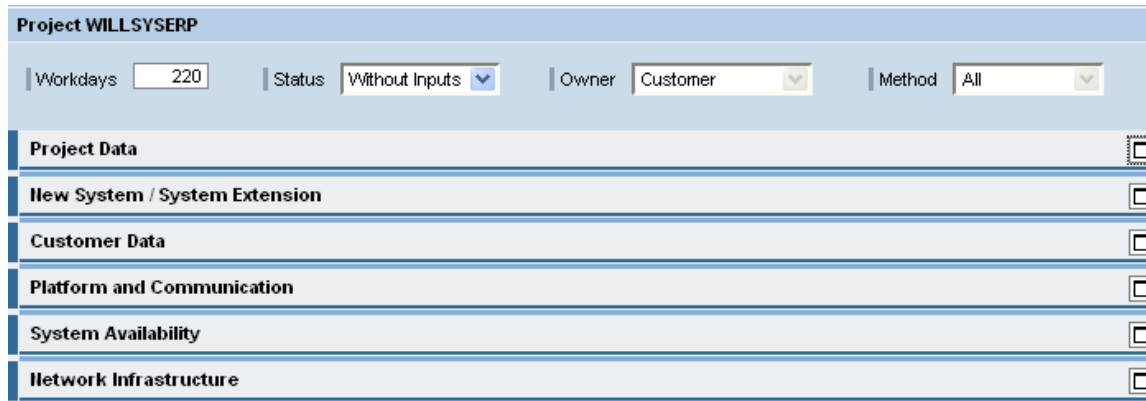 Project WILLSYSERP
Workdays 220 Status Without Inputs Owner Customer Method All
Project Data
New System / System Extension
Customer Data
Platform and Communication
System Availability
Network Infrastructure